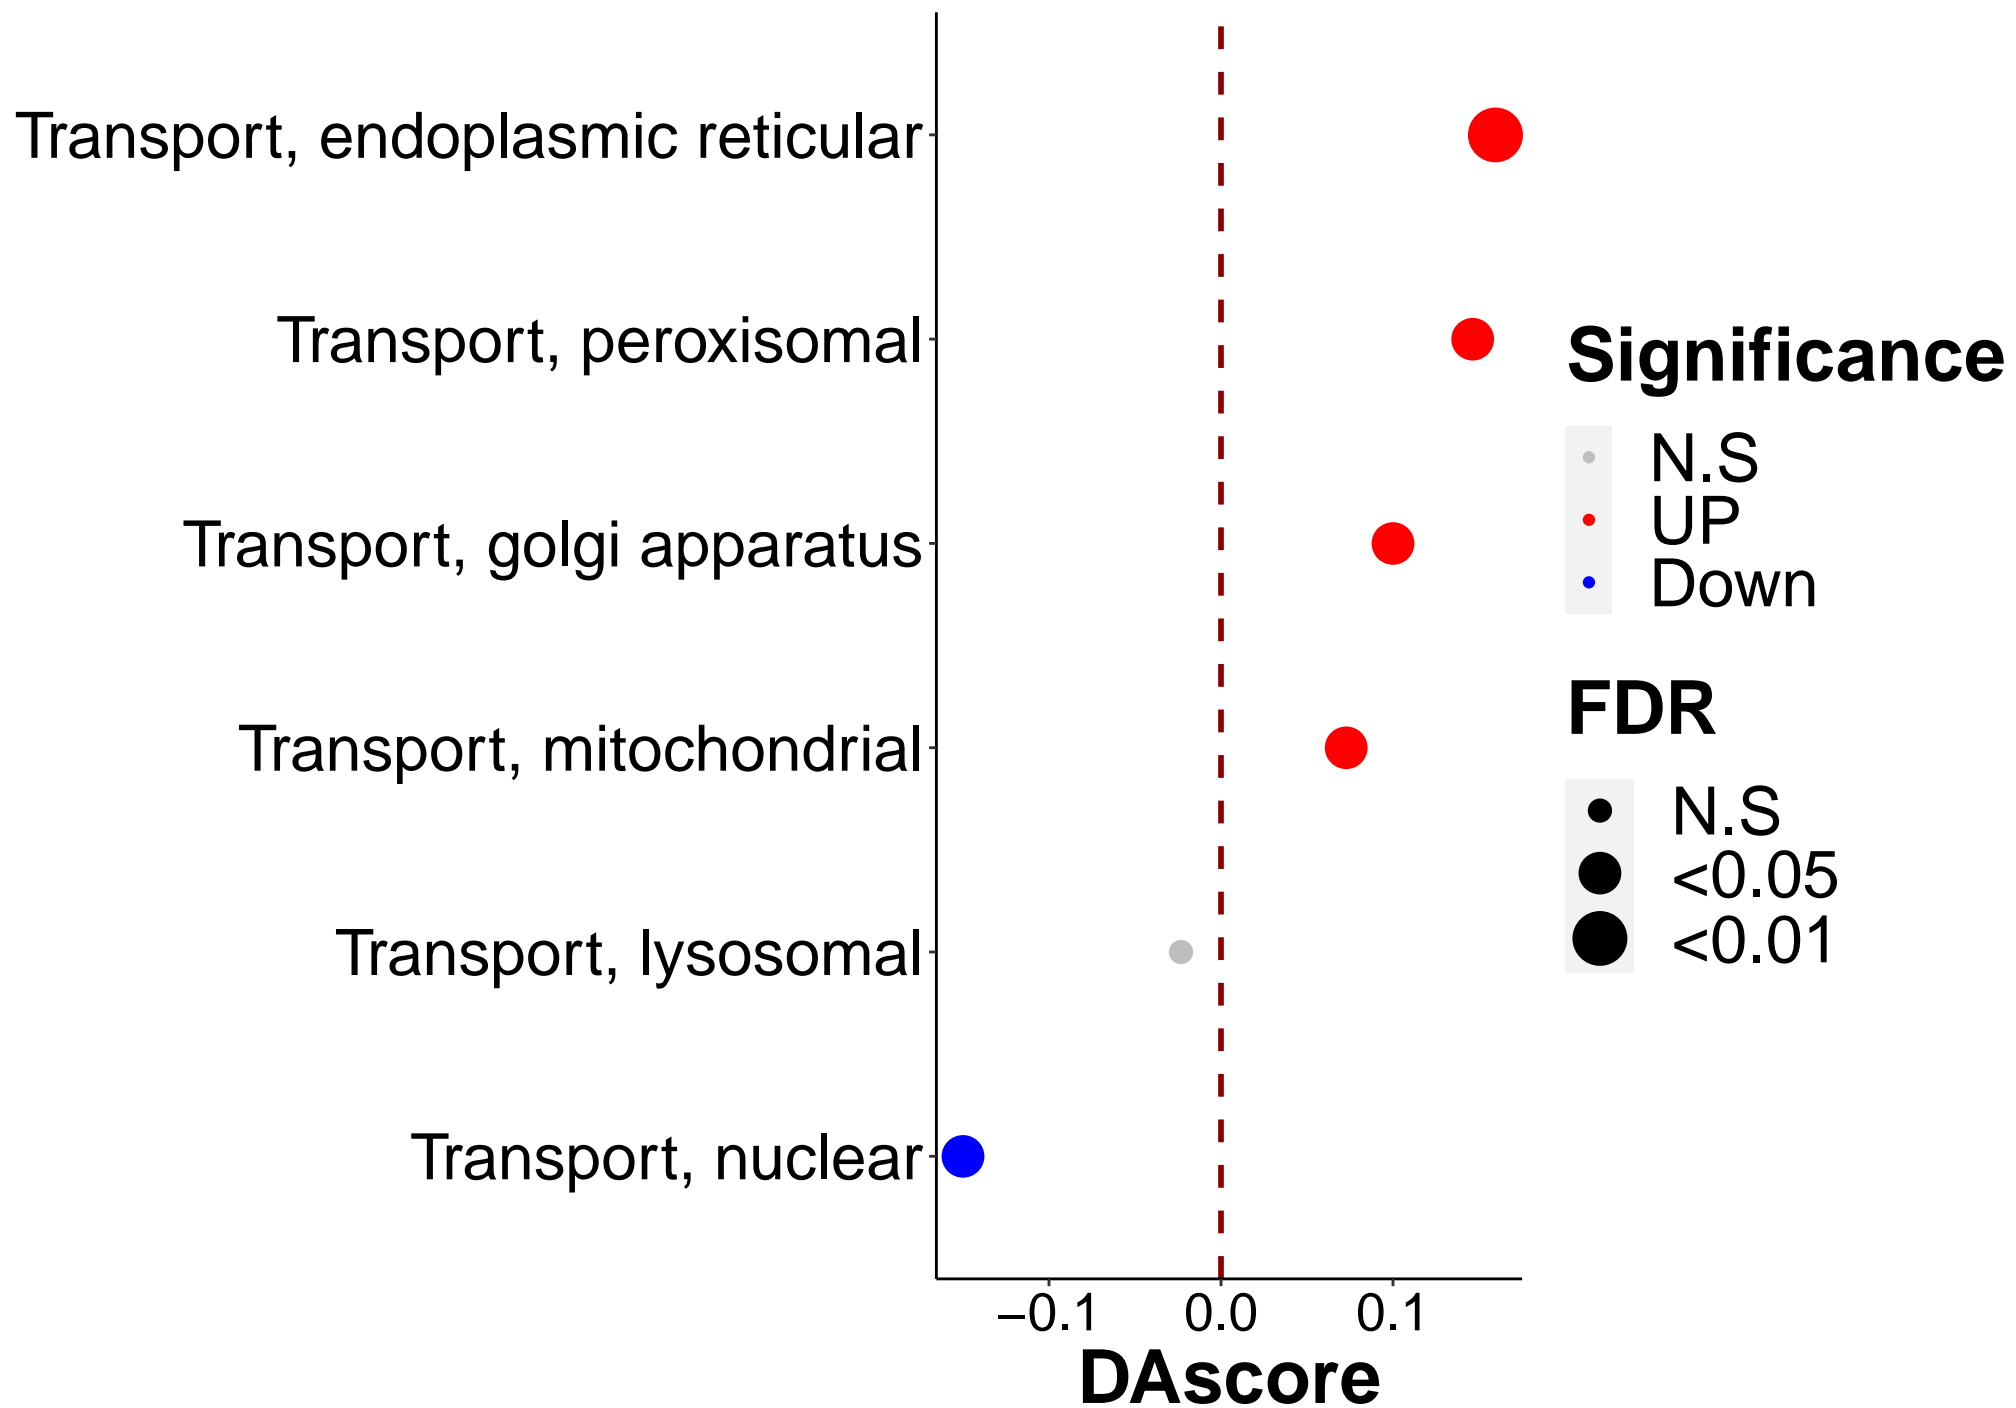 Transport, endoplasmic reticular
Transport, peroxisomal
Transport, golgi apparatus
Transport, mitochondrial
Transport, lysosomal
Transport, nuclear
−0.1
0.0
0.1
DAscore
Significance
N.S
UP
Down
FDR
N.S
<0.05
<0.01